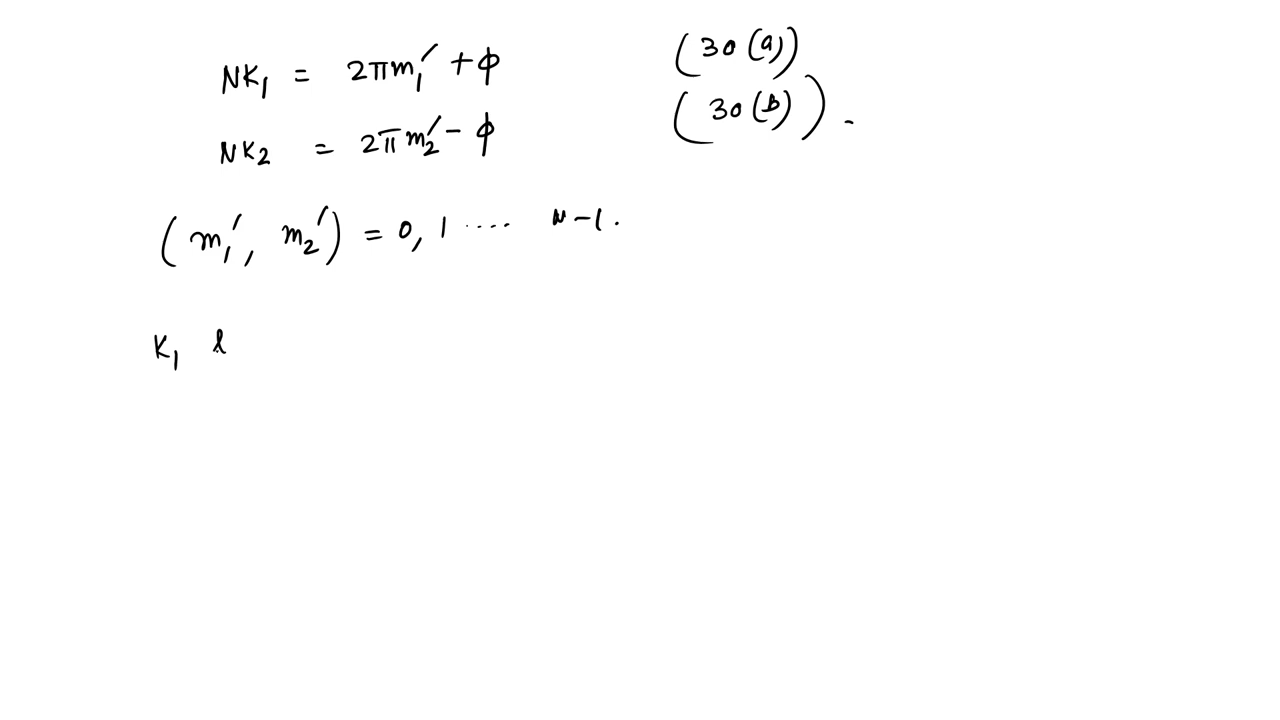 NK₁ = 2πm₁′ + ϕ (30(a))
NK₂ = 2πm₂′ − ϕ (30(b)).
(m₁′, m₂′) = 0, 1 .... N−1.
K₁